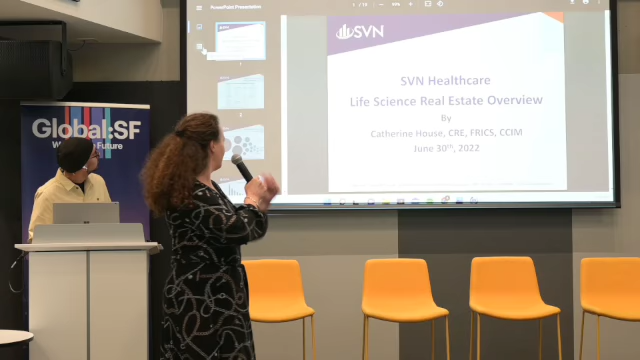 PowerPoint Presentation
SVN
SVN Healthcare
Life Science Real Estate Overview
By
Catherine House, CRE, FRICS, CCIM
June 30th, 2022
Global:SF